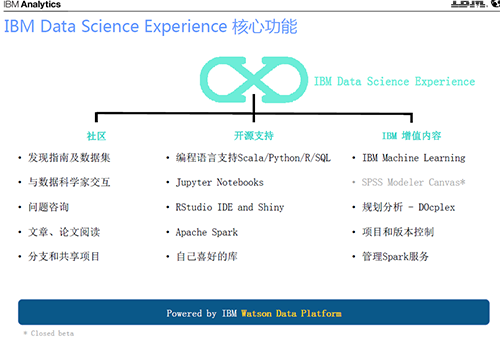 IBM Analytics
IBM
IBM Data Science Experience 核心功能
IBM Data Science Experience
社区
• 发现指南及数据集
• 与数据科学家交互
• 问题咨询
• 文章、论文阅读
• 分支和共享项目
开源支持
• 编程语言支持Scala/Python/R/SQL
• Jupyter Notebooks
• RStudio IDE and Shiny
• Apache Spark
• 自己喜好的库
IBM 增值内容
• IBM Machine Learning
• SPSS Modeler Canvas*
• 规划分析 - DOcplex
• 项目和版本控制
• 管理Spark服务
Powered by IBM Watson Data Platform
* Closed beta